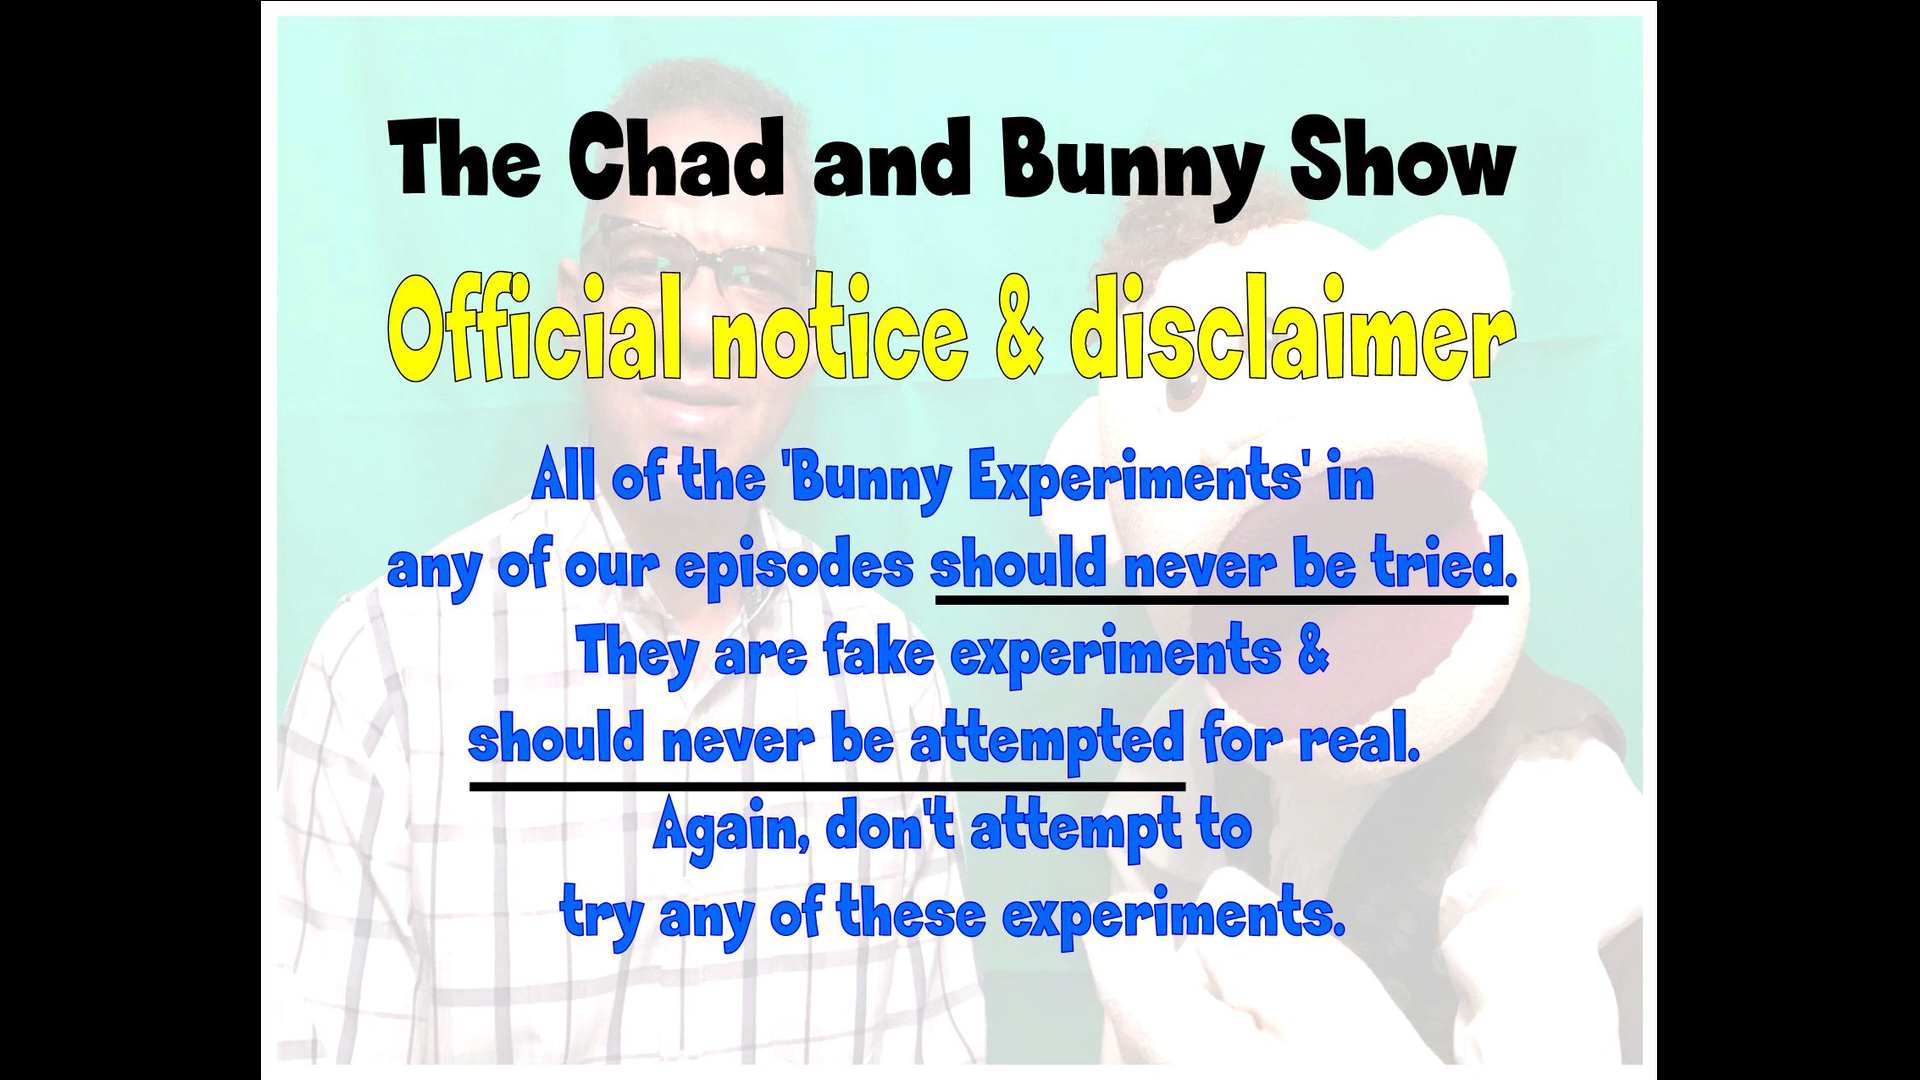 The Chad and Bunny Show
Official notice & disclaimer
All of the 'Bunny Experiments' in
any of our episodes should never be tried.
They are fake experiments &
should never be attempted for real.
Again, don't attempt to
try any of these experiments.